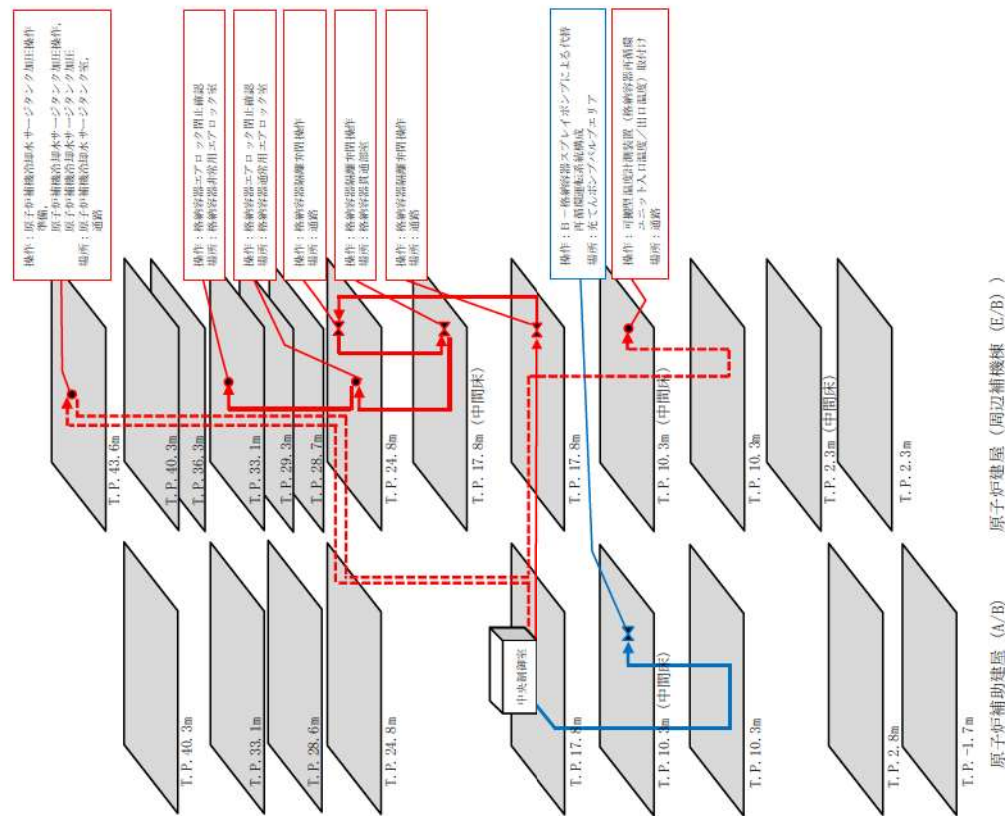 操作：原子炉補機冷却水サージタンク加圧操作
準備,
原子炉補機冷却水サージタンク加圧操作,
原子炉補機冷却水サージタンク加圧
場所：原子炉補機冷却水サージタンク室,
通路
操作：格納容器エアロック閉止確認
場所：格納容器非常用エアロック室
操作：格納容器エアロック閉止確認
場所：格納容器通常用エアロック室
操作：格納容器隔離弁閉操作
場所：通路
操作：格納容器隔離弁閉操作
場所：格納容器貫通部室
操作：格納容器隔離弁閉操作
場所：通路
操作：B－格納容器スプレイポンプによる代替
再循環運転系統構成
場所：充てんポンプバルブエリア
操作：可搬型温度計測装置（格納容器再循環
ユニット入口温度／出口温度）取付け
場所：通路
T.P.43.6m
T.P.40.3m
T.P.36.3m
T.P.33.1m
T.P.29.3m
T.P.28.7m
T.P.24.8m
T.P.17.8m（中間床）
T.P.17.8m
T.P.10.3m（中間床）
T.P.10.3m
T.P.2.3m（中間床）
T.P.2.3m
原子炉建屋（周辺補機棟（E/B））
T.P.40.3m
T.P.33.1m
T.P.28.6m
T.P.24.8m
中央制御室
T.P.17.8m
T.P.10.3m（中間床）
T.P.10.3m
T.P.2.8m
T.P.-1.7m
原子炉補助建屋（A/B）